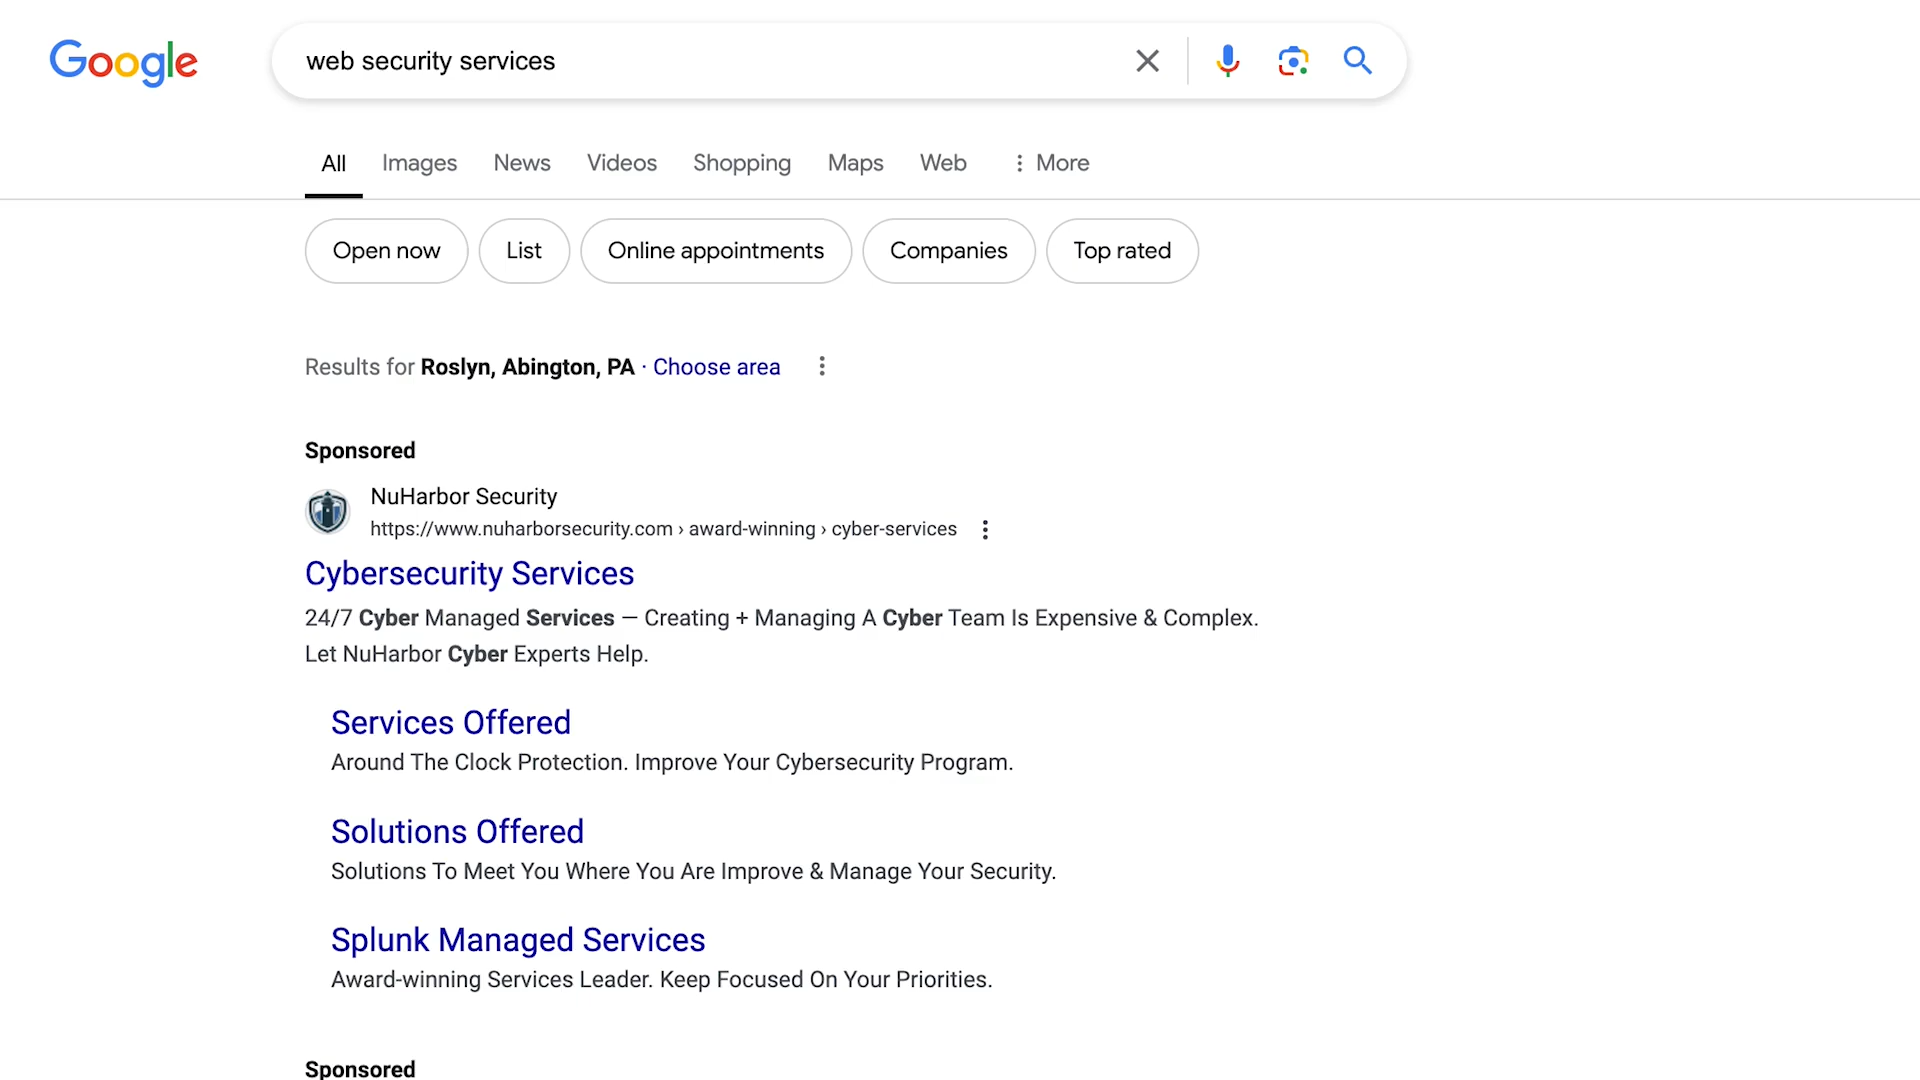 Google
web security services
All Images News Videos Shopping Maps Web More
Open now List Online appointments Companies Top rated
Results for Roslyn, Abington, PA · Choose area
Sponsored
NuHarbor Security
https://www.nuharborsecurity.com › award-winning › cyber-services
Cybersecurity Services
24/7 Cyber Managed Services — Creating + Managing A Cyber Team Is Expensive & Complex.
Let NuHarbor Cyber Experts Help.
Services Offered
Around The Clock Protection. Improve Your Cybersecurity Program.
Solutions Offered
Solutions To Meet You Where You Are Improve & Manage Your Security.
Splunk Managed Services
Award-winning Services Leader. Keep Focused On Your Priorities.
Sponsored